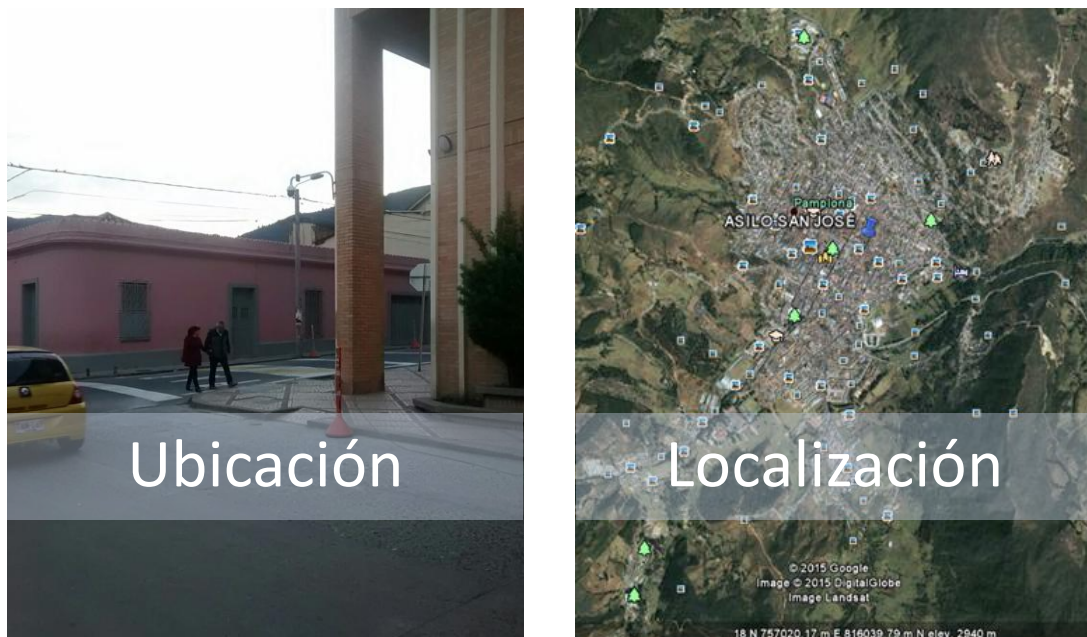 Ubicación
Pamplona
ASILO SAN JOSÉ
Localización
© 2015 Google
Image © 2015 DigitalGlobe
Image Landsat
18 N 757020.17 m E 816039.79 m N elev. 2940 m